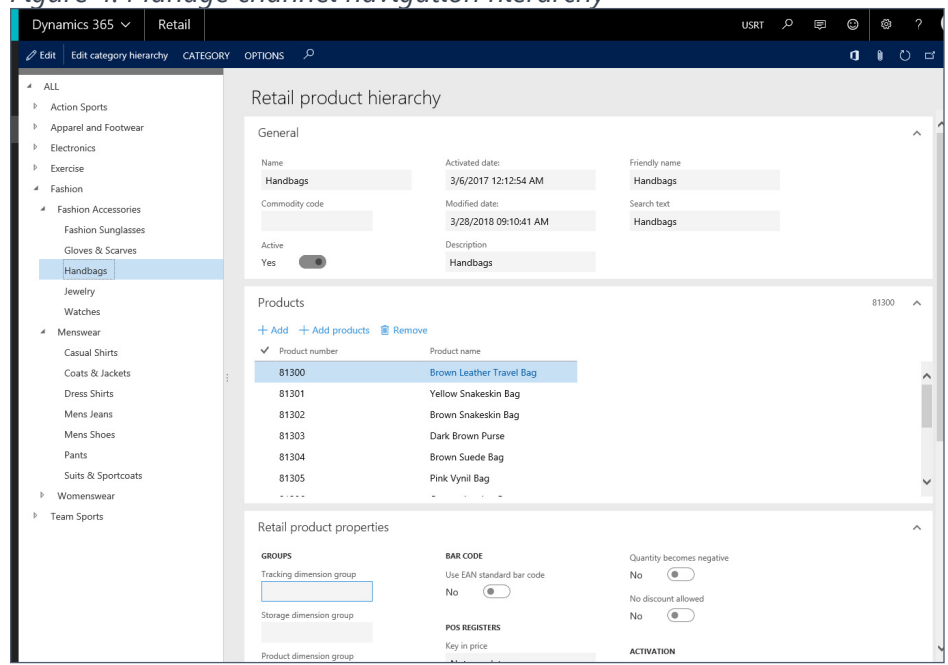 Figure 4: Manage channel navigation hierarchy
Dynamics 365 Retail USRT ?
Edit Edit category hierarchy CATEGORY OPTIONS
ALL
Action Sports
Apparel and Footwear
Electronics
Exercise
Fashion
Fashion Accessories
Fashion Sunglasses
Gloves & Scarves
Handbags
Jewelry
Watches
Menswear
Casual Shirts
Coats & Jackets
Dress Shirts
Mens Jeans
Mens Shoes
Pants
Suits & Sportcoats
Womenswear
Team Sports
Retail product hierarchy
General
Name Activated date: Friendly name
Handbags 3/6/2017 12:12:54 AM Handbags
Commodity code Modified date: Search text
3/28/2018 09:10:41 AM Handbags
Active Description
Yes Handbags
Products 81300
+ Add + Add products Remove
Product number Product name
81300 Brown Leather Travel Bag
81301 Yellow Snakeskin Bag
81302 Brown Snakeskin Bag
81303 Dark Brown Purse
81304 Brown Suede Bag
81305 Pink Vynil Bag
Retail product properties
GROUPS BAR CODE Quantity becomes negative
Tracking dimension group Use EAN standard bar code No
No No discount allowed
Storage dimension group No
POS REGISTERS
Key in price ACTIVATION
Product dimension group